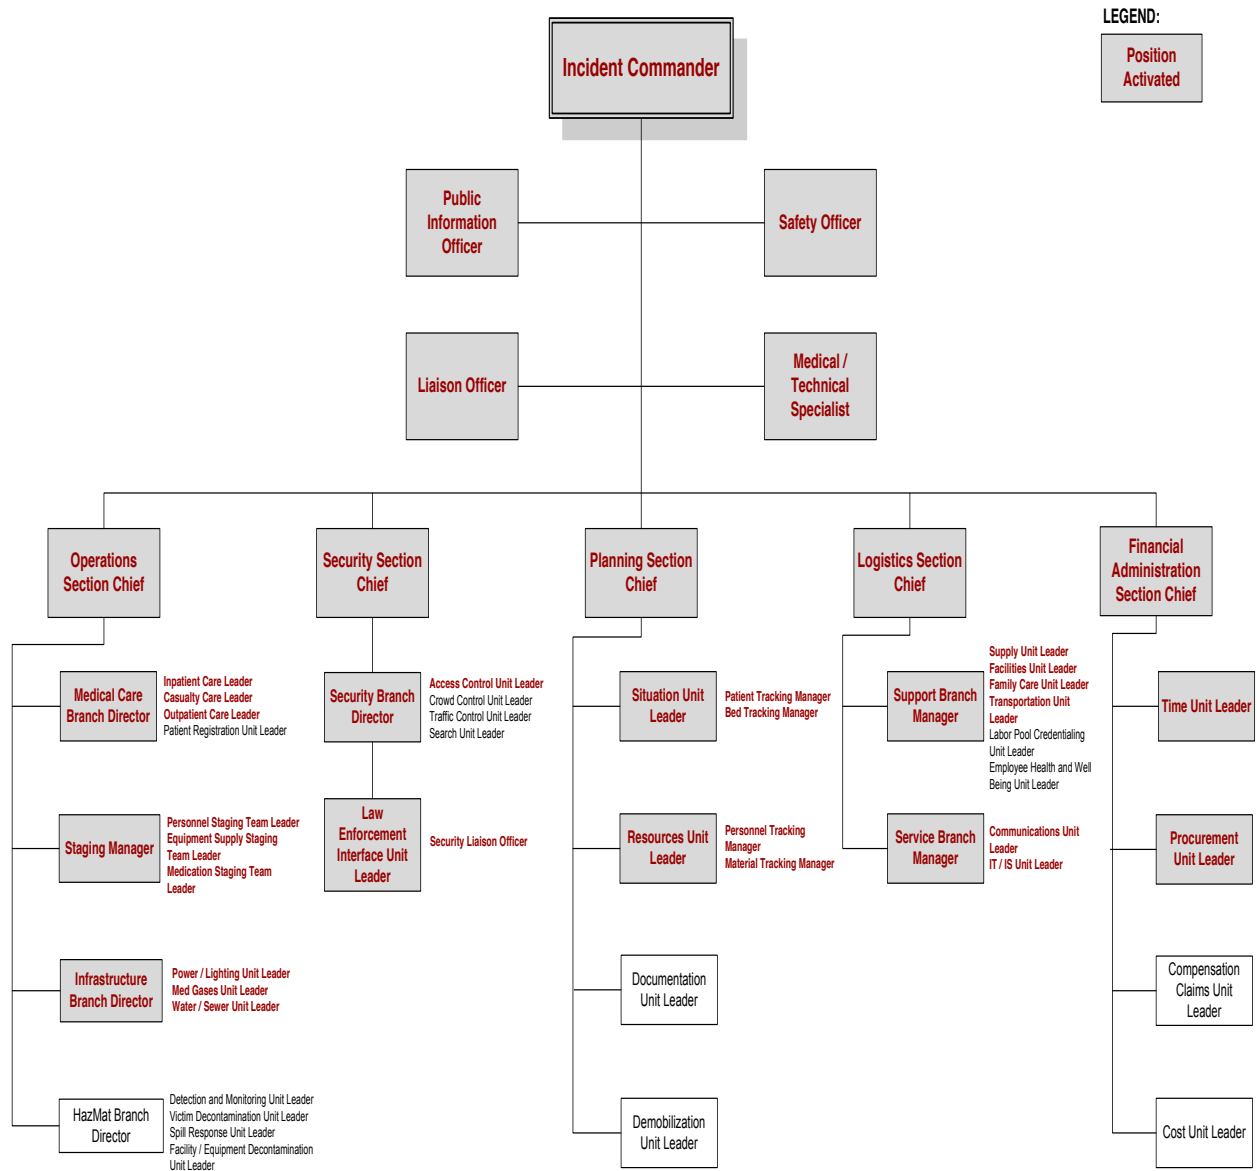 LEGEND:
Position
Activated
Incident Commander
Public
Information
Officer
Safety Officer
Liaison Officer
Medical /
Technical
Specialist
Operations
Section Chief
Security Section
Chief
Planning Section
Chief
Logistics Section
Chief
Financial
Administration
Section Chief
Medical Care
Branch Director
Inpatient Care Leader
Casualty Care Leader
Outpatient Care Leader
Patient Registration Unit Leader
Security Branch
Director
Access Control Unit Leader
Crowd Control Unit Leader
Traffic Control Unit Leader
Search Unit Leader
Situation Unit
Leader
Patient Tracking Manager
Bed Tracking Manager
Support Branch
Manager
Supply Unit Leader
Facilities Unit Leader
Family Care Unit Leader
Transportation Unit
Leader
Labor Pool Credentialing
Unit Leader
Employee Health and Well
Being Unit Leader
Time Unit Leader
Staging Manager
Personnel Staging Team Leader
Equipment Supply Staging
Team Leader
Medication Staging Team
Leader
Law
Enforcement
Interface Unit
Leader
Security Liaison Officer
Resources Unit
Leader
Personnel Tracking
Manager
Material Tracking Manager
Service Branch
Manager
Communications Unit
Leader
IT / IS Unit Leader
Procurement
Unit Leader
Infrastructure
Branch Director
Power / Lighting Unit Leader
Med Gases Unit Leader
Water / Sewer Unit Leader
Documentation
Unit Leader
Compensation
Claims Unit
Leader
HazMat Branch
Director
Detection and Monitoring Unit Leader
Victim Decontamination Unit Leader
Spill Response Unit Leader
Facility / Equipment Decontamination
Unit Leader
Demobilization
Unit Leader
Cost Unit Leader